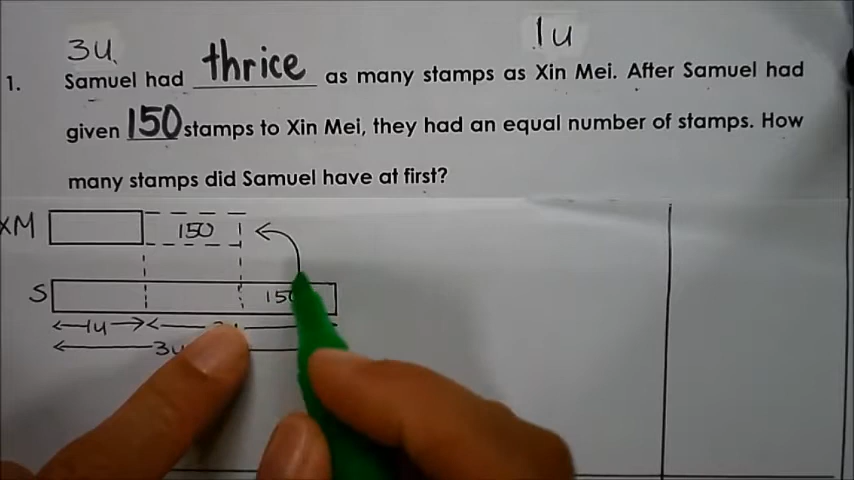 3u 1u
1. Samuel had thrice as many stamps as Xin Mei. After Samuel had
given 150 stamps to Xin Mei, they had an equal number of stamps. How
many stamps did Samuel have at first?
XM 150
S 150
1u
3u